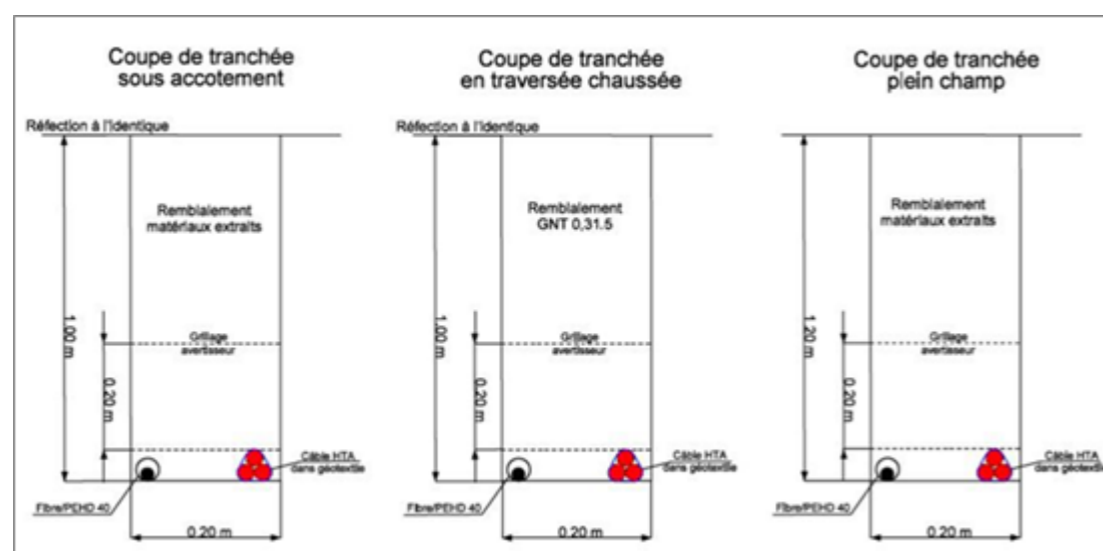 Coupe de tranchée
sous accotement
Réfection à l'identique
Remblaiement
matériaux extraits
1.00 m
Grillage
avertisseur
0.20 m
Câble HTA
dans géotextile
Fibre/PEHD 40
0.20 m
Coupe de tranchée
en traversée chaussée
Réfection à l'identique
Remblaiement
GNT 0,31.5
1.00 m
Grillage
avertisseur
0.20 m
Câble HTA
dans géotextile
Fibre/PEHD 40
0.20 m
Coupe de tranchée
plein champ
Remblaiement
matériaux extraits
1.20 m
Grillage
avertisseur
0.20 m
Câble HTA
dans géotextile
Fibre/PEHD 40
0.20 m